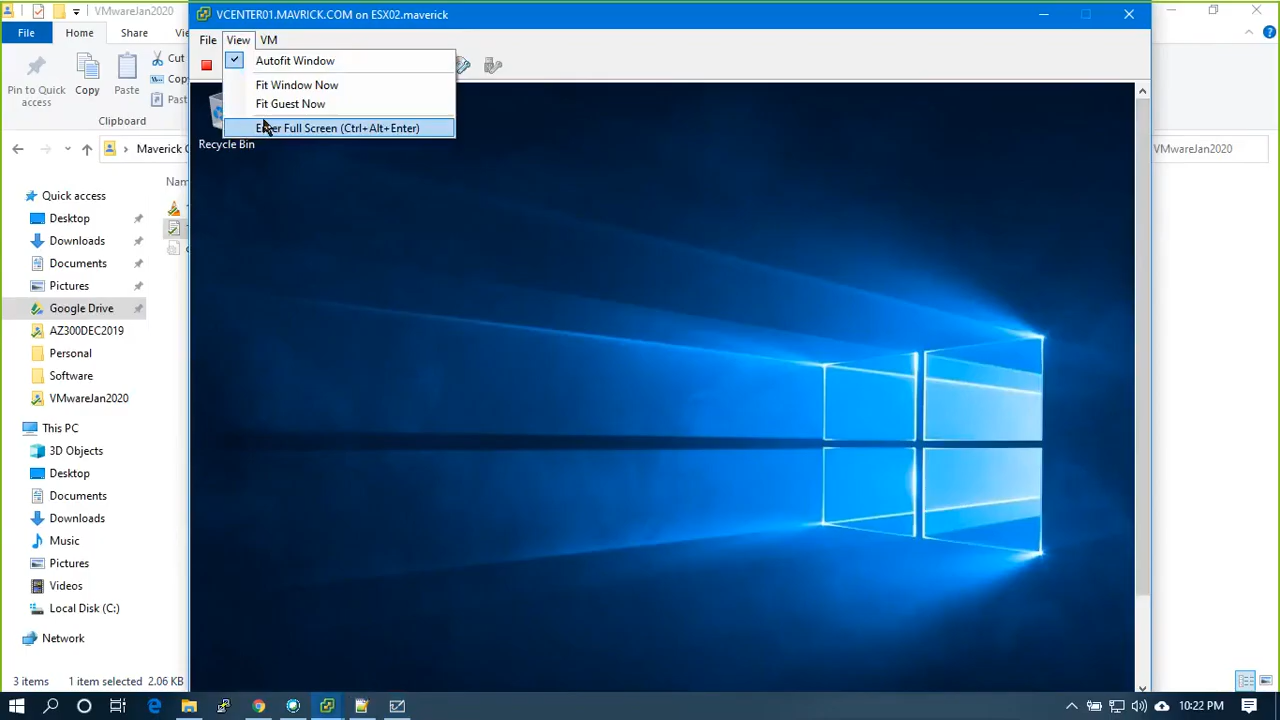 VMwareJan2020
VCENTER01.MAVRICK.COM on ESX02.maverick
File
Home
Share
File
View
VM
Autofit Window
Fit Window Now
Fit Guest Now
Full Screen (Ctrl+Alt+Enter)
Pin to Quick
access
Copy
Paste
Cut
Clipboard
Recycle Bin
Maverick
VMwareJan2020
Quick access
Desktop
Downloads
Documents
Pictures
Google Drive
AZ300DEC2019
Personal
Software
VMwareJan2020
This PC
3D Objects
Desktop
Documents
Downloads
Music
Pictures
Videos
Local Disk (C:)
Network
3 items
1 item selected 2.06 KB
10:22 PM